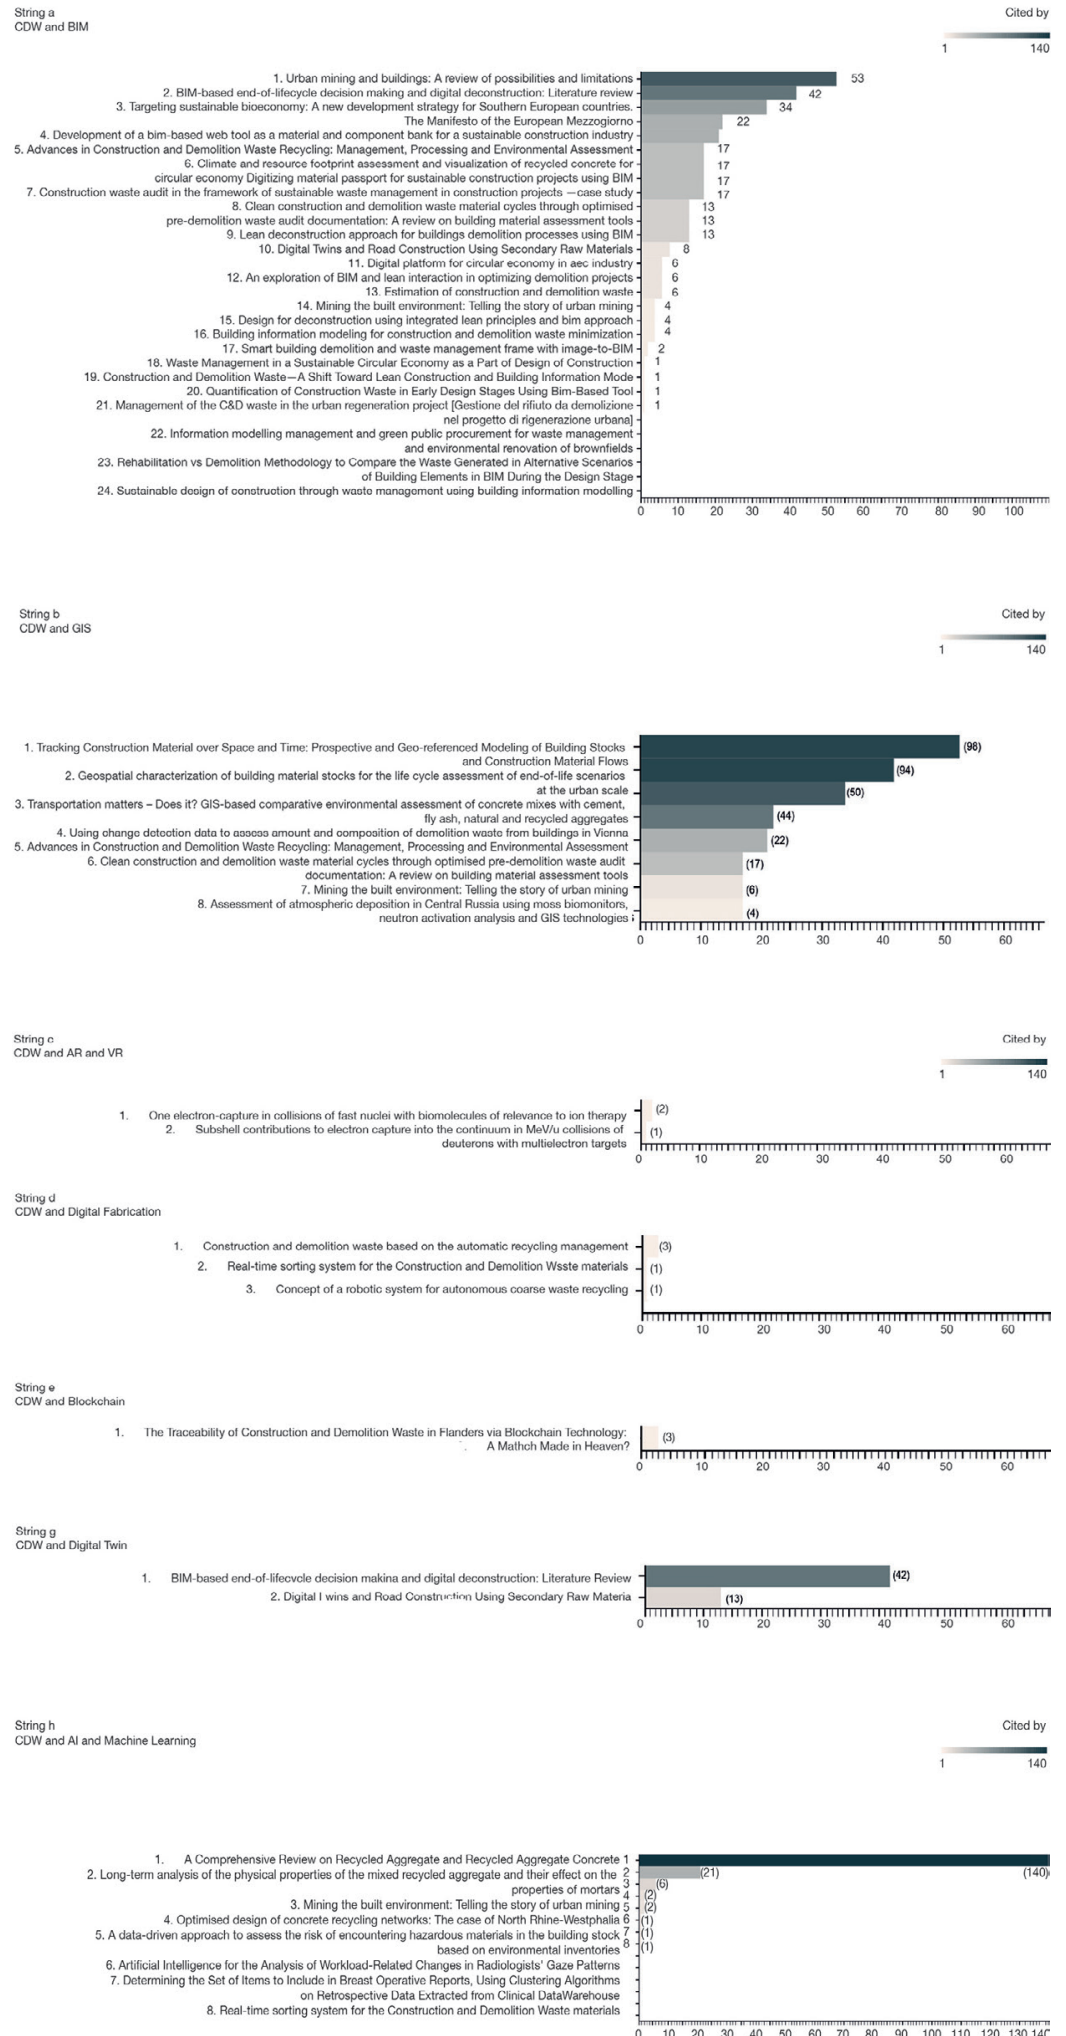 String a
CDW and BIM
Cited by
1 140
1. Urban mining and buildings: A review of possibilities and limitations 53
2. BIM-based end-of-lifecycle decision making and digital deconstruction: Literature review 42
3. Targeting sustainable bioeconomy: A new development strategy for Southern European countries. 34
The Manifesto of the European Mezzogiorno 22
4. Development of a bim-based web tool as a material and component bank for a sustainable construction industry
5. Advances in Construction and Demolition Waste Recycling: Management, Processing and Environmental Assessment 17
6. Climate and resource footprint assessment and visualization of recycled concrete for 17
circular economy Digitizing material passport for sustainable construction projects using BIM 17
7. Construction waste audit in the framework of sustainable waste management in construction projects —case study 17
8. Clean construction and demolition waste material cycles through optimised 13
pre-demolition waste audit documentation: A review on building material assessment tools 13
9. Lean deconstruction approach for buildings demolition processes using BIM 13
10. Digital Twins and Road Construction Using Secondary Raw Materials 8
11. Digital platform for circular economy in aec industry 6
12. An exploration of BIM and lean interaction in optimizing demolition projects 6
13. Estimation of construction and demolition waste 6
14. Mining the built environment: Telling the story of urban mining 4
15. Design for deconstruction using integrated lean principles and bim approach 4
16. Building information modeling for construction and demolition waste minimization 4
17. Smart building demolition and waste management frame with image-to-BIM 2
18. Waste Management in a Sustainable Circular Economy as a Part of Design of Construction 1
19. Construction and Demolition Waste—A Shift Toward Lean Construction and Building Information Mode 1
20. Quantification of Construction Waste in Early Design Stages Using Bim-Based Tool 1
21. Management of the C&D waste in the urban regeneration project [Gestione del rifiuto da demolizione 1
nel progetto di rigenerazione urbana]
22. Information modelling management and green public procurement for waste management
and environmental renovation of brownfields
23. Rehabilitation vs Demolition Methodology to Compare the Waste Generated in Alternative Scenarios
of Building Elements in BIM During the Design Stage
24. Sustainable design of construction through waste management using building information modelling
0 10 20 30 40 50 60 70 80 90 100
String b
CDW and GIS
Cited by
1 140
1. Tracking Construction Material over Space and Time: Prospective and Geo-referenced Modeling of Building Stocks (98)
and Construction Material Flows
2. Geospatial characterization of building material stocks for the life cycle assessment of end-of-life scenarios (94)
at the urban scale (50)
3. Transportation matters – Does it? GIS-based comparative environmental assessment of concrete mixes with cement,
fly ash, natural and recycled aggregates (44)
4. Using change detection data to assess amount and composition of demolition waste from buildings in Vienna (22)
5. Advances in Construction and Demolition Waste Recycling: Management, Processing and Environmental Assessment
6. Clean construction and demolition waste material cycles through optimised pre-demolition waste audit (17)
documentation: A review on building material assessment tools
7. Mining the built environment: Telling the story of urban mining (6)
8. Assessment of atmospheric deposition in Central Russia using moss biomonitors,
neutron activation analysis and GIS technologies ; (4)
0 10 20 30 40 50 60
String c
CDW and AR and VR
Cited by
1 140
1. One electron-capture in collisions of fast nuclei with biomolecules of relevance to ion therapy (2)
2. Subshell contributions to electron capture into the continuum in MeV/u collisions of (1)
deuterons with multielectron targets
0 10 20 30 40 50 60
String d
CDW and Digital Fabrication
1. Construction and demolition waste based on the automatic recycling management (3)
2. Real-time sorting system for the Construction and Demolition Wsste materials (1)
3. Concept of a robotic system for autonomous coarse waste recycling (1)
0 10 20 30 40 50 60
String e
CDW and Blockchain
1. The Traceability of Construction and Demolition Waste in Flanders via Blockchain Technology: (3)
A Mathch Made in Heaven?
0 10 20 30 40 50 60
String g
CDW and Digital Twin
1. BIM-based end-of-lifecvcle decision makina and digital deconstruction: Literature Review (42)
2. Digital I wins and Road Construction Using Secondary Raw Materia (13)
0 10 20 30 40 50 60
String h
CDW and AI and Machine Learning
Cited by
1 140
1. A Comprehensive Review on Recycled Aggregate and Recycled Aggregate Concrete 1
2. Long-term analysis of the physical properties of the mixed recycled aggregate and their effect on the 2 (21) (140)
properties of mortars 3 (6)
4 (2)
3. Mining the built environment: Telling the story of urban mining 5 (2)
4. Optimised design of concrete recycling networks: The case of North Rhine-Westphalia 6 (1)
5. A data-driven approach to assess the risk of encountering hazardous materials in the building stock 7 (1)
based on environmental inventories 8 (1)
6. Artificial Intelligence for the Analysis of Workload-Related Changes in Radiologists' Gaze Patterns
7. Determining the Set of Items to Include in Breast Operative Reports, Using Clustering Algorithms
on Retrospective Data Extracted from Clinical DataWarehouse
8. Real-time sorting system for the Construction and Demolition Waste materials
0 10 20 30 40 50 60 70 80 90 100 110 120 130 140